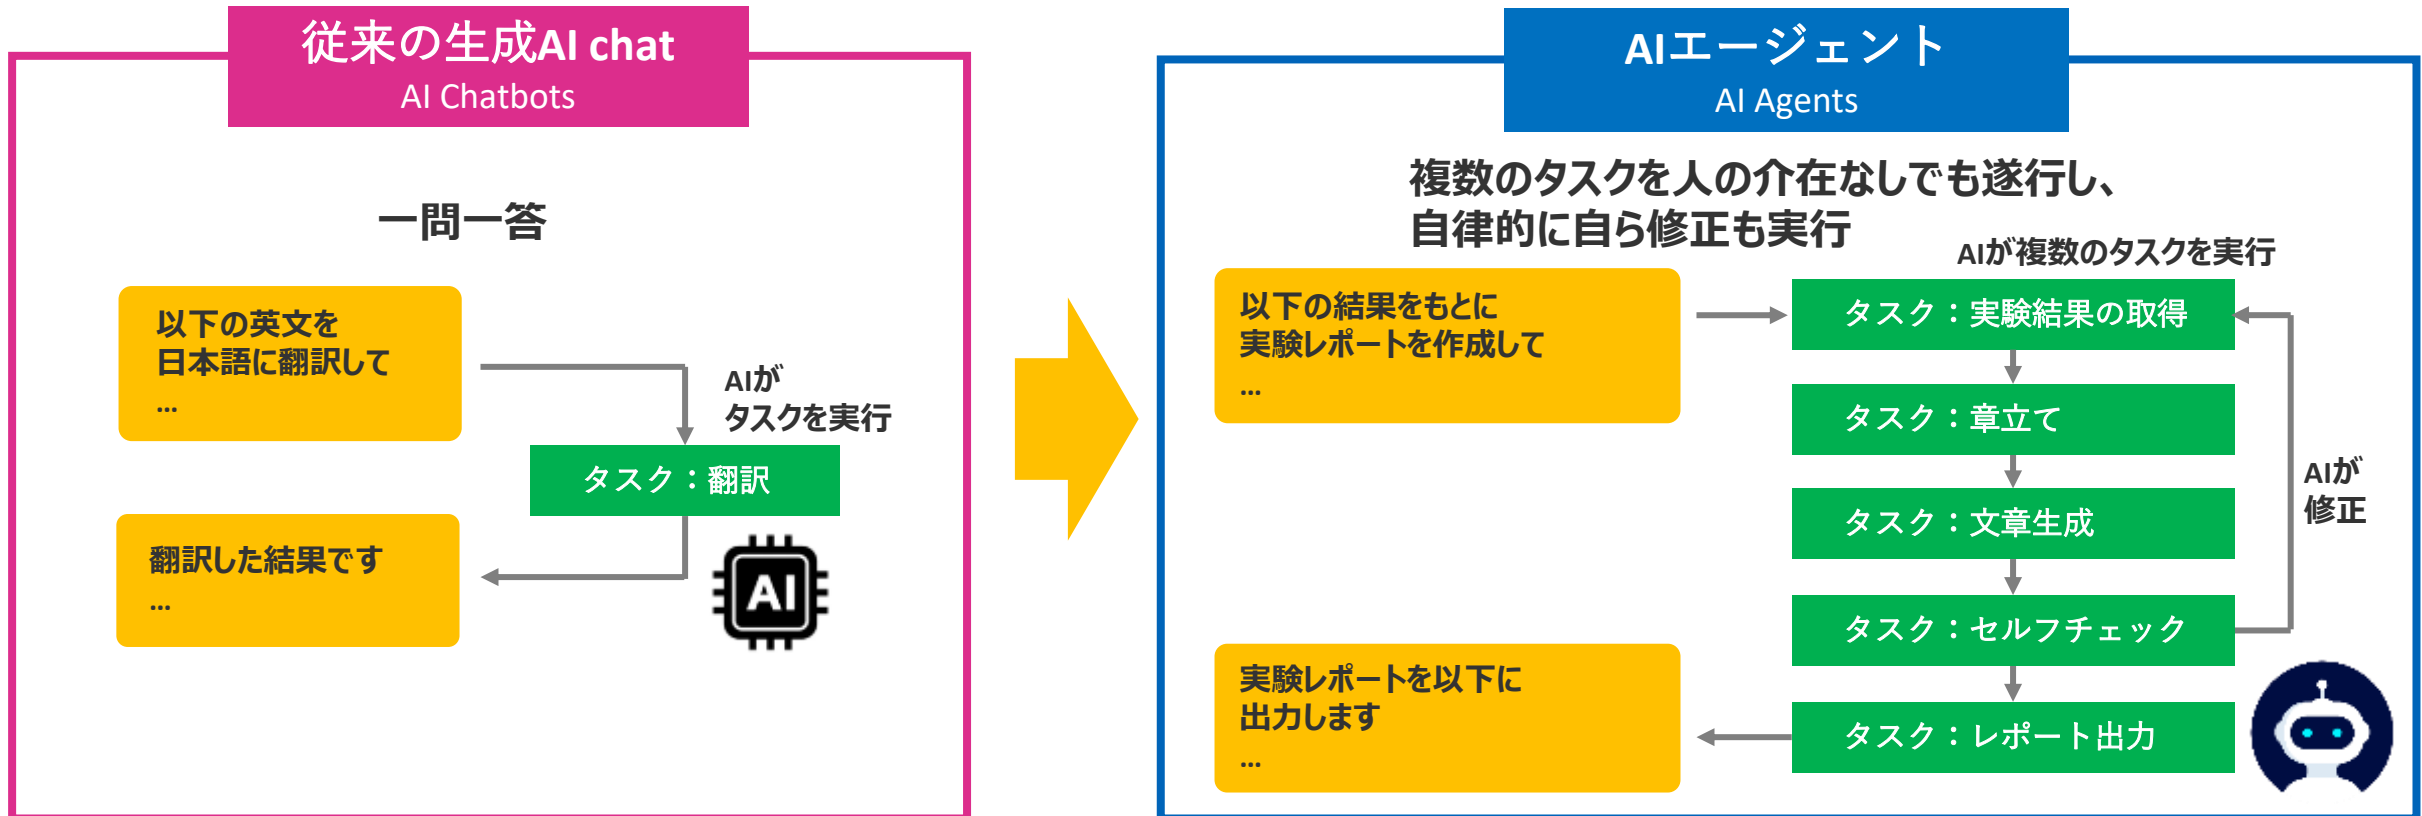 従来の生成AI chat
AI Chatbots
一問一答
以下の英文を
日本語に翻訳して
...
AIが
タスクを実行
タスク：翻訳
翻訳した結果です
...
AI
AIエージェント
AI Agents
複数のタスクを人の介在なしでも遂行し、
自律的に自ら修正も実行
AIが複数のタスクを実行
以下の結果をもとに
実験レポートを作成して
...
タスク：実験結果の取得
タスク：章立て
タスク：文章生成
タスク：セルフチェック
タスク：レポート出力
AIが
修正
実験レポートを以下に
出力します
...